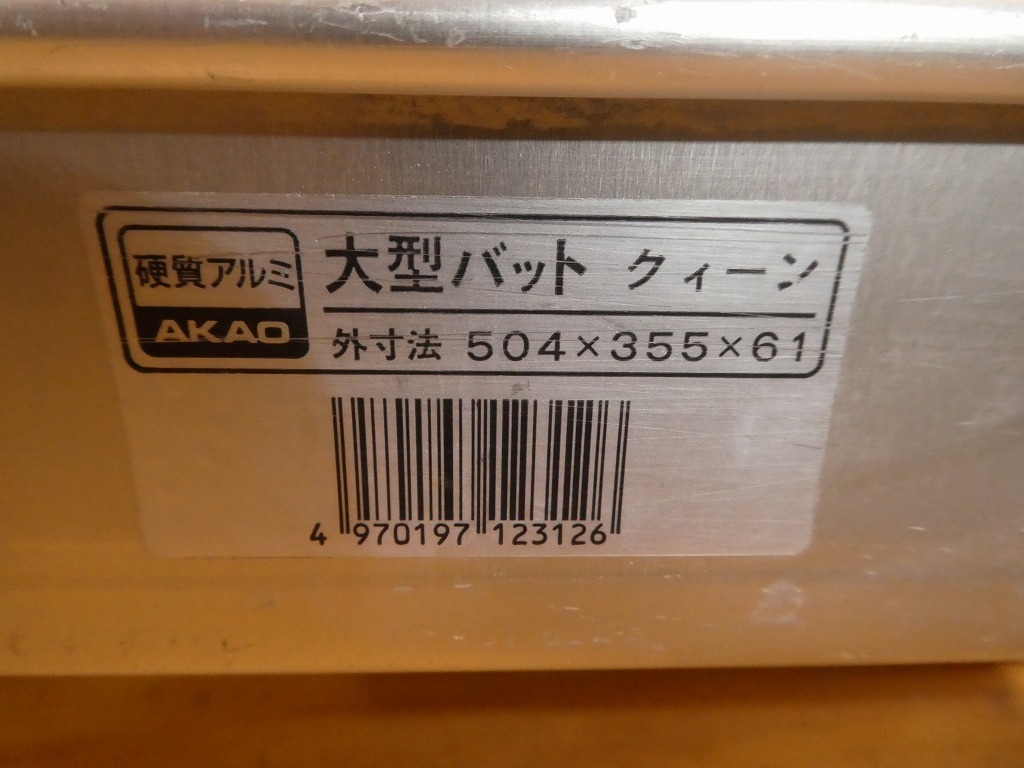 硬質アルミ
AKAO
大型バット クィーン
外寸法 504×355×61
4 970197 123126